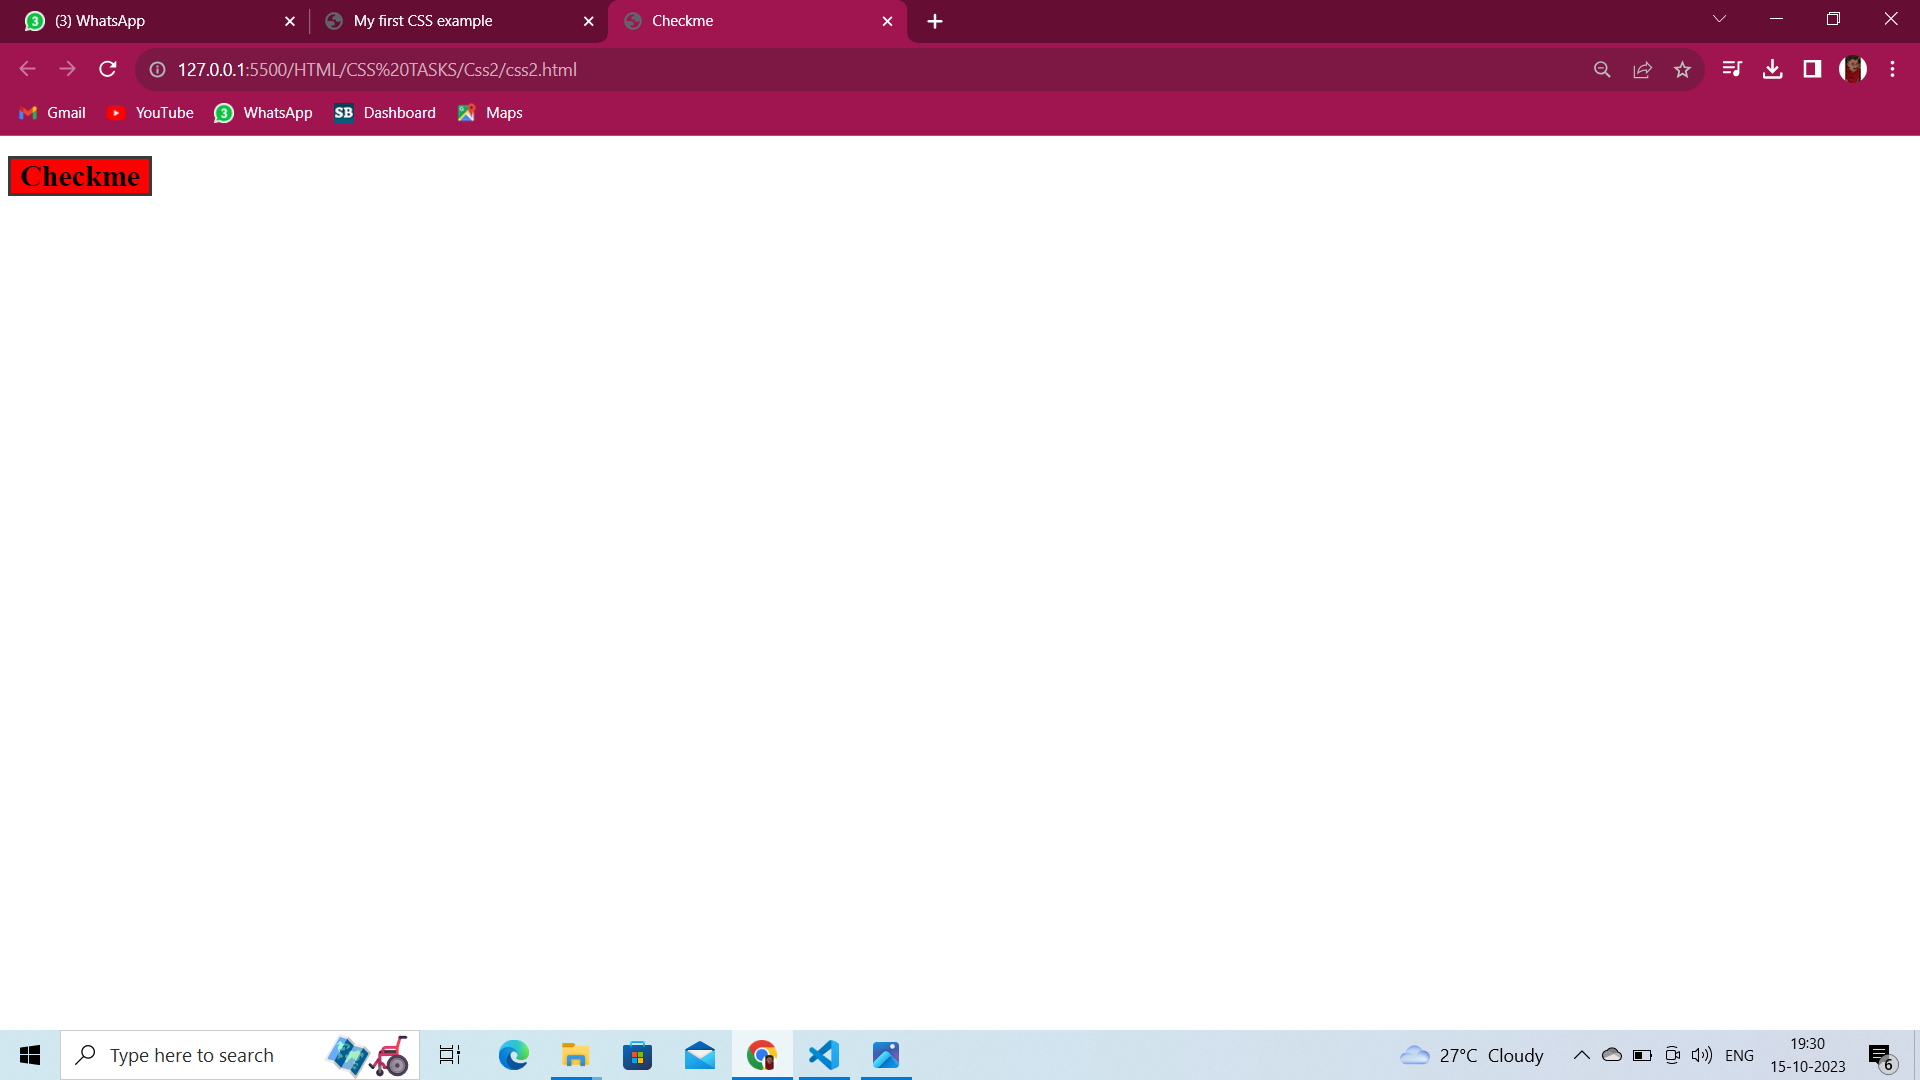 (3) WhatsApp
My first CSS example
Checkme
127.0.0.1:5500/HTML/CSS%20TASKS/Css2/css2.html
Gmail
YouTube
3
WhatsApp
SB
Dashboard
Maps
Checkme
Type here to search
27°C Cloudy
ENG
19:30
15-10-2023
6